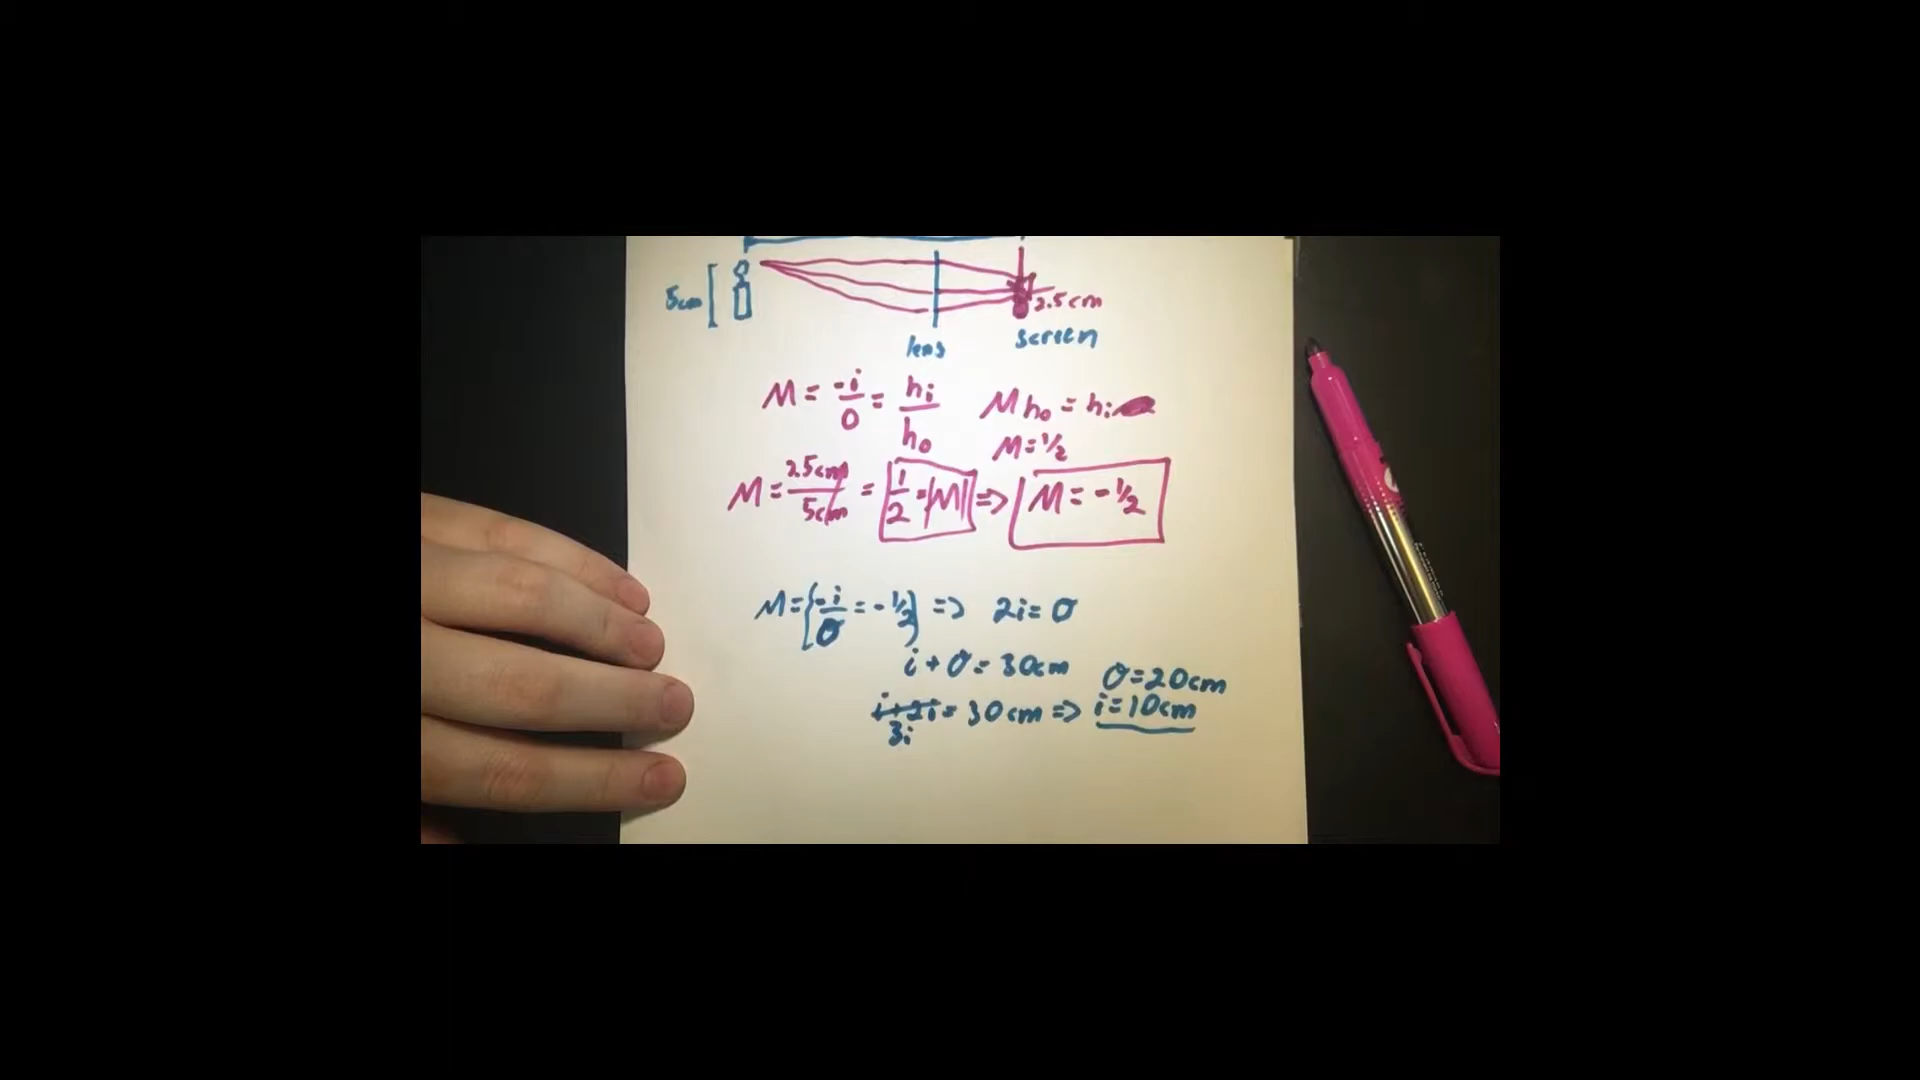 5cm
2.5cm
lens
screen
M = -i/o = hi/ho
Mho = hi
M=1/2
M = 2.5cm/5cm = 1/2 = |M| => M = -1/2
M = {-i/o = -1/2} => 2i = o
i + o = 30cm
o = 20cm
i+2i = 30cm => i = 10cm
3i